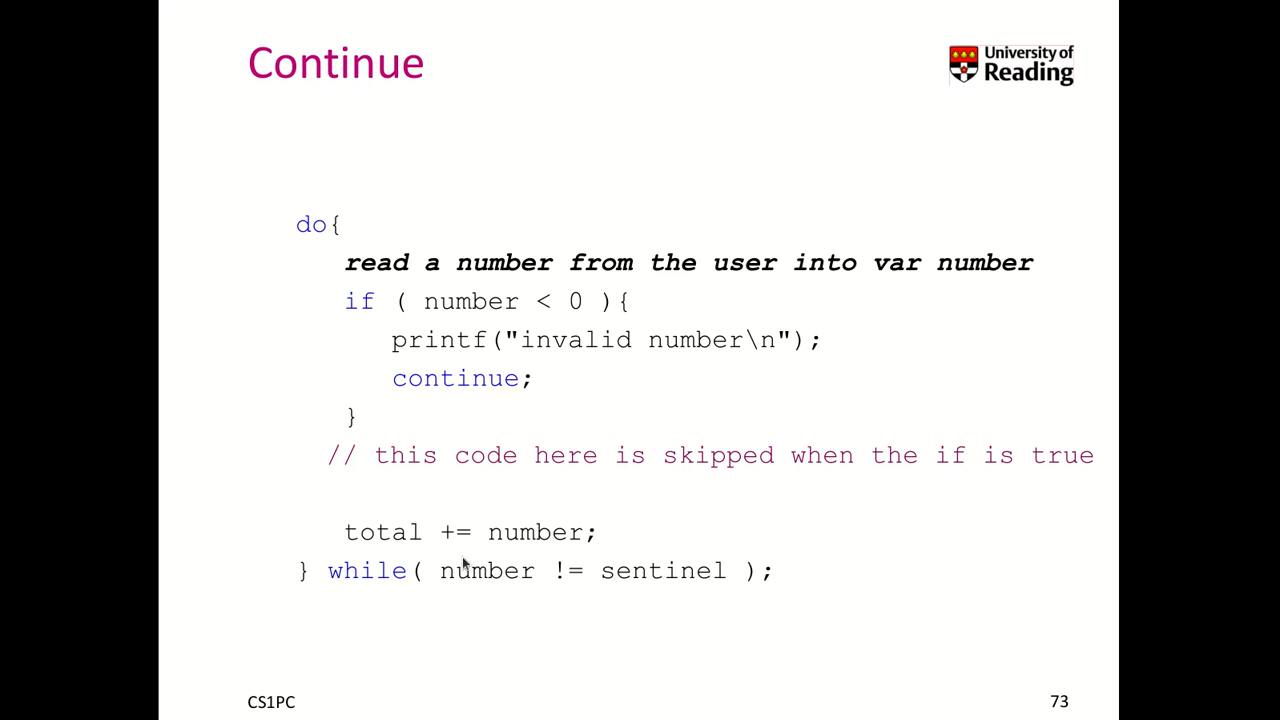 Continue
University of
Reading
do{
read a number from the user into var number
if ( number < 0 ){
printf("invalid number\n");
continue;
}
// this code here is skipped when the if is true
total += number;
} while( number != sentinel );
CS1PC
73